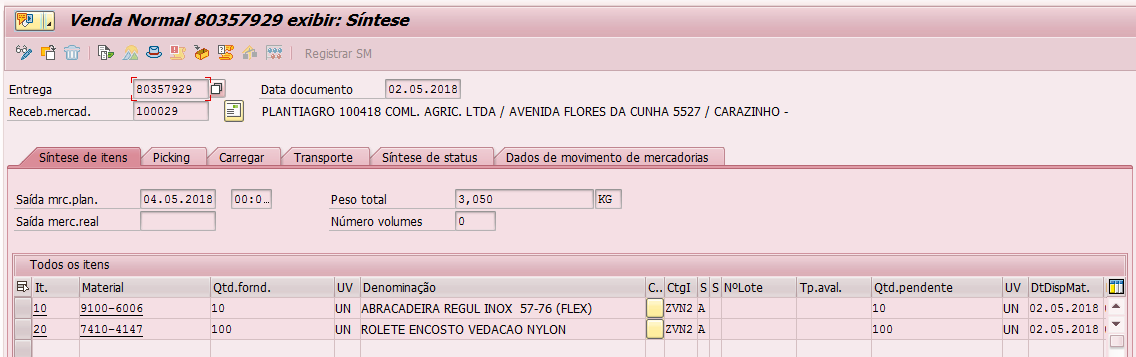 Venda Normal 80357929 exibir: Síntese
Registrar SM
Entrega 80357929 Data documento 02.05.2018
Receb.mercad. 100029 PLANTIAGRO 100418 COML. AGRIC. LTDA / AVENIDA FLORES DA CUNHA 5527 / CARAZINHO -
Síntese de itens Picking Carregar Transporte Síntese de status Dados de movimento de mercadorias
Saída mrc.plan. 04.05.2018 00:0… Peso total 3,050 KG
Saída merc.real Número volumes 0
Todos os itens
It. Material Qtd.fornd. UV Denominação C.. CtgI S S NºLote Tp.aval. Qtd.pendente UV DtDispMat.
10 9100-6006 10 UN ABRACADEIRA REGUL INOX 57-76 (FLEX) ZVN2 A 10 UN 02.05.2018
20 7410-4147 100 UN ROLETE ENCOSTO VEDACAO NYLON ZVN2 A 100 UN 02.05.2018